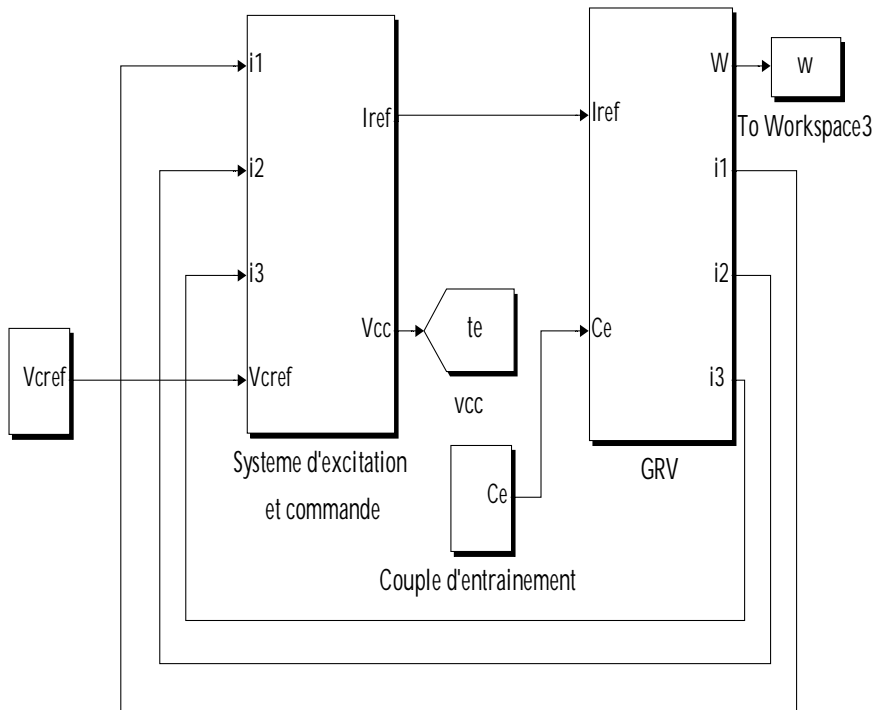 i1
i2
i3
Vcref
Iref
Vcc
Vcref
Systeme d'excitation
et commande
te
vcc
Ce
Couple d'entrainement
Iref
Ce
W
i1
i2
i3
GRV
w
To Workspace3